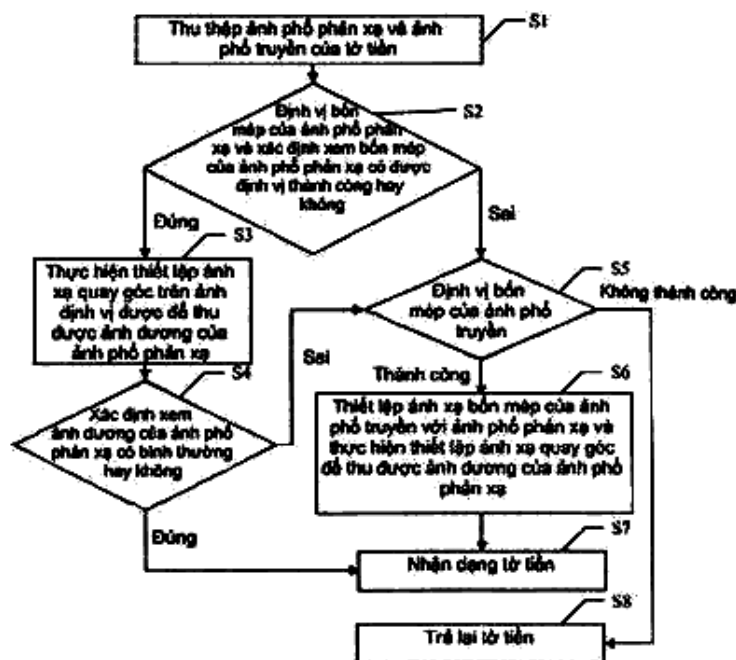 Thu thập ảnh phổ phản xạ và ảnh
phổ truyền của tờ tiền
S1
Định vị bốn
mép của ảnh phổ phản
xạ và xác định xem bốn mép
của ảnh phổ phản xạ có được
định vị thành công hay
không
S2
Đúng
Sai
S3
Thực hiện thiết lập ánh
xạ quay góc trên ảnh
định vị được để thu
được ảnh dương của
ảnh phổ phản xạ
S5
Định vị bốn
mép của ảnh phổ
truyền
Không thành công
Sai
S4
Xác định xem
ảnh dương của ảnh phổ
phản xạ có bình thường
hay không
Thành công
S6
Thiết lập ánh xạ bốn mép của ảnh
phổ truyền với ảnh phổ phản xạ và
thực hiện thiết lập ánh xạ quay góc
để thu được ảnh dương của ảnh phổ
phản xạ
Đúng
S7
Nhận dạng tờ tiền
S8
Trả lại tờ tiền